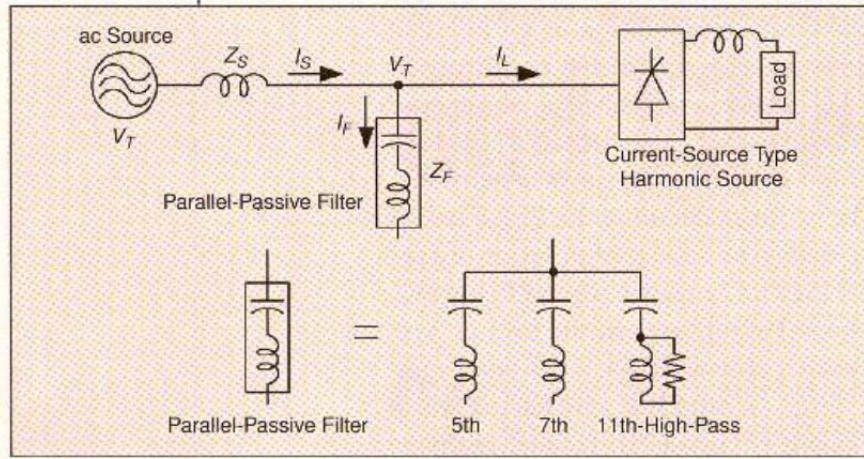 ac Source
Z_S
I_S
V_T
I_L
V_T
I_F
Z_F
Load
Current-Source Type
Harmonic Source
Parallel-Passive Filter
=
Parallel-Passive Filter
5th
7th
11th-High-Pass